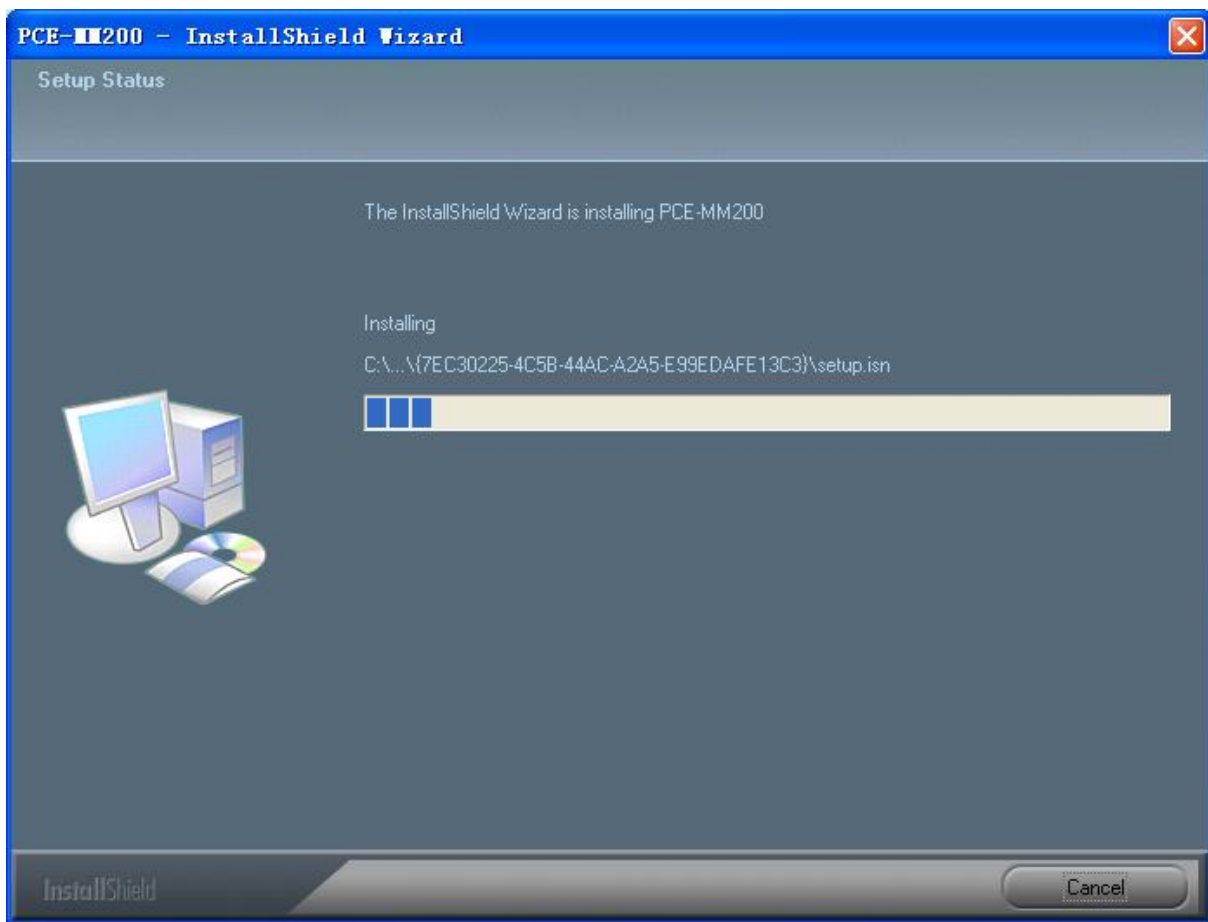 PCE-MM200 - InstallShield Wizard
Setup Status
The InstallShield Wizard is installing PCE-MM200
Installing
C:\...\{7EC30225-4C5B-44AC-A2A5-E99EDAFE13C3}\setup.isn
InstallShield
Cancel